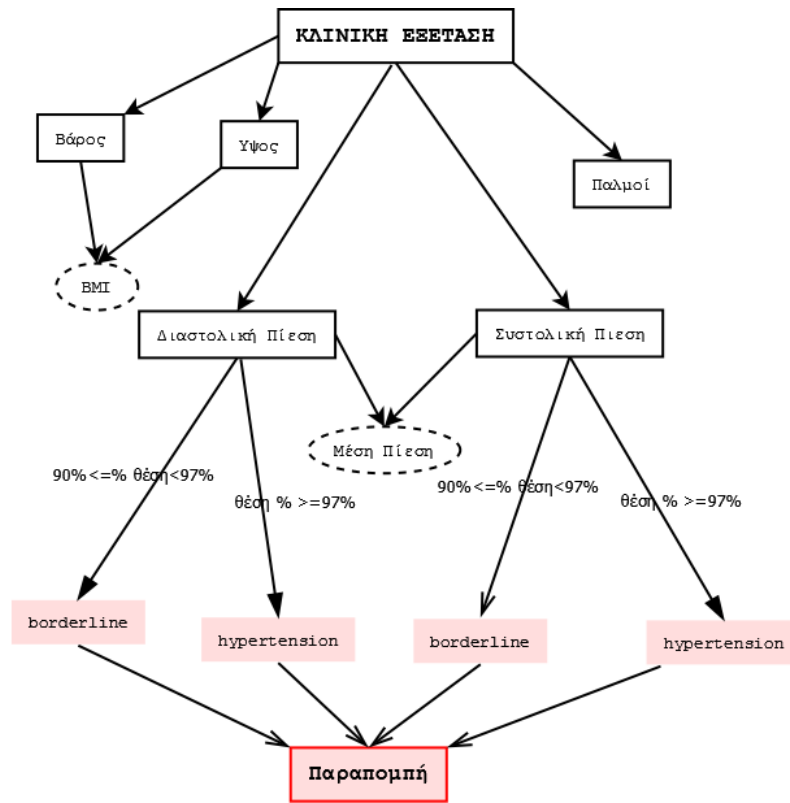 ΚΛΙΝΙΚΗ ΕΞΕΤΑΣΗ
Βάρος
Υψος
Παλμοί
BMI
Διαστολική Πίεση
Συστολική Πιεση
Μέση Πίεση
90%<=% θέση<97%
θέση % >=97%
90%<=% θέση<97%
θέση % >=97%
borderline
hypertension
borderline
hypertension
Παραπομπή